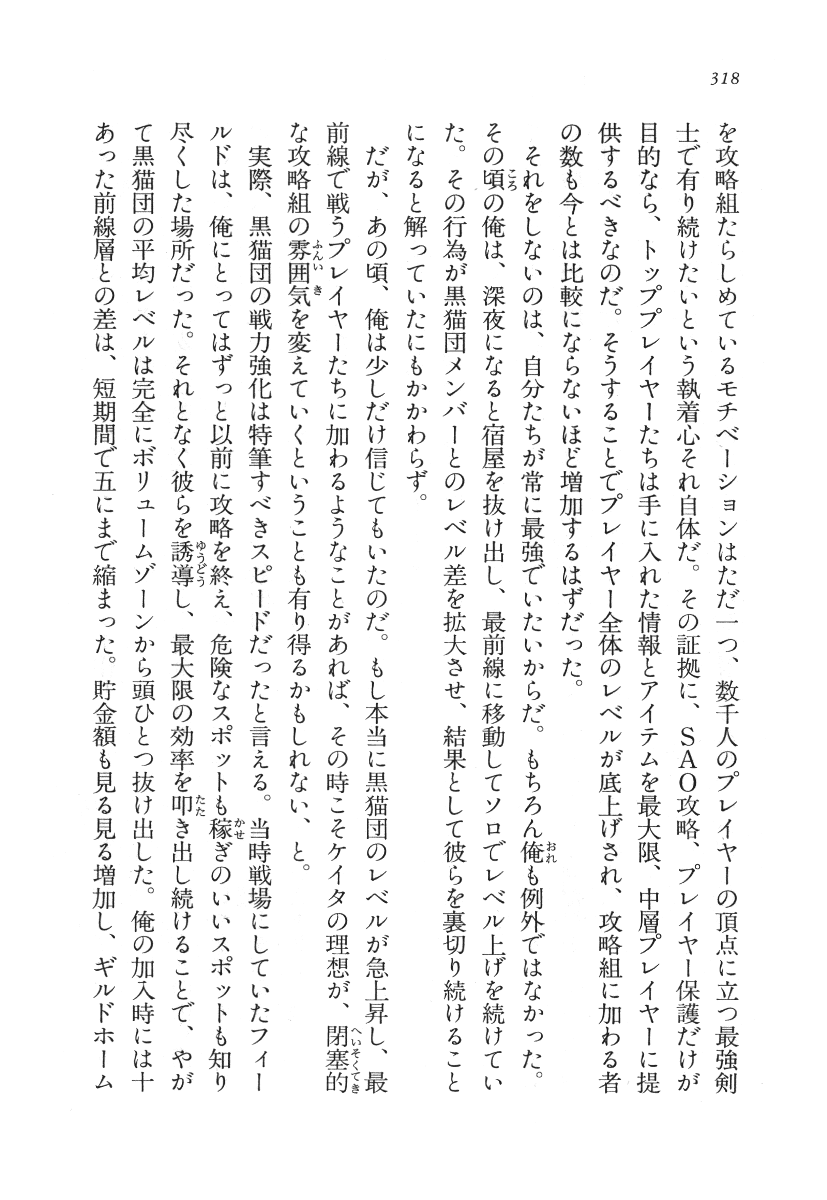 318
を攻略組たらしめているモチベーションはただ一つ、数千人のプレイヤーの頂点に立つ最強剣
士で有り続けたいという執着心それ自体だ。その証拠に、ＳＡＯ攻略、プレイヤー保護だけが
目的なら、トッププレイヤーたちは手に入れた情報とアイテムを最大限、中層プレイヤーに提
供するべきなのだ。そうすることでプレイヤー全体のレベルが底上げされ、攻略組に加わる者
の数も今とは比較にならないほど増加するはずだった。
それをしないのは、自分たちが常に最強でいたいからだ。もちろん俺も例外ではなかった。
その頃の俺は、深夜になると宿屋を抜け出し、最前線に移動してソロでレベル上げを続けてい
た。その行為が黒猫団メンバーとのレベル差を拡大させ、結果として彼らを裏切り続けること
になると解っていたにもかかわらず。
だが、あの頃、俺は少しだけ信じてもいたのだ。もし本当に黒猫団のレベルが急上昇し、最
前線で戦うプレイヤーたちに加わるようなことがあれば、その時こそケイタの理想が、閉塞的
な攻略組の雰囲気を変えていくということも有り得るかもしれない、と。
実際、黒猫団の戦力強化は特筆すべきスピードだったと言える。当時戦場にしていたフィー
ルドは、俺にとってはずっと以前に攻略を終え、危険なスポットも稼ぎのいいスポットも知り
尽くした場所だった。それとなく彼らを誘導し、最大限の効率を叩き出し続けることで、やが
て黒猫団の平均レベルは完全にボリュームゾーンから頭ひとつ抜け出した。俺の加入時には十
あった前線層との差は、短期間で五にまで縮まった。貯金額も見る見る増加し、ギルドホーム